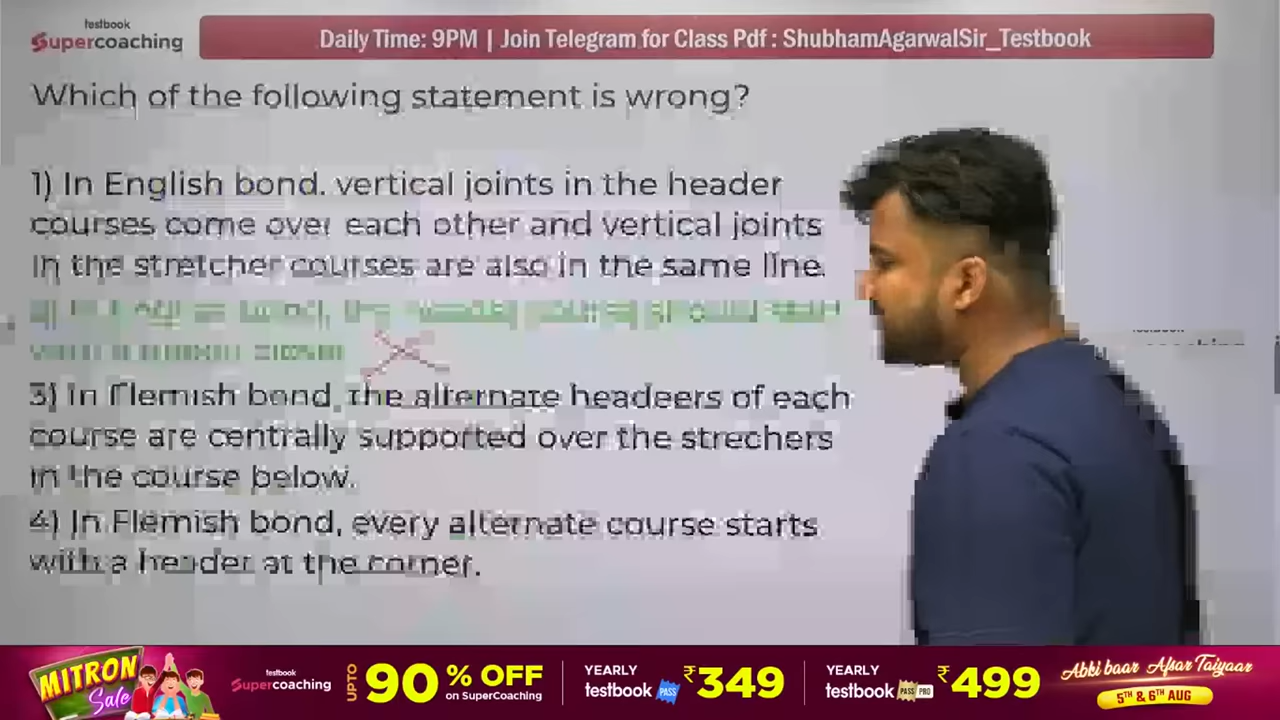 testbook
Supercoaching
Daily Time: 9PM | Join Telegram for Class Pdf : ShubhamAgarwalSir_Testbook
Which of the following statement is wrong?
1) In English bond. vertical joints in the header
courses come over each other and vertical joints
in the stretcher courses are also in the same line.
3) In Flemish bond, the alternate headeers of each
course are centrally supported over the strechers
in the course below.
4) In Flemish bond, every alternate course starts
with a header at the corner.
MITRON
Sale
testbook
Supercoaching
UPTO 90 % OFF
on SuperCoaching
YEARLY
testbook PASS
₹349
YEARLY
testbook PASS PRO
₹499
Abki baar Afsar Taiyaar
5TH & 6TH AUG